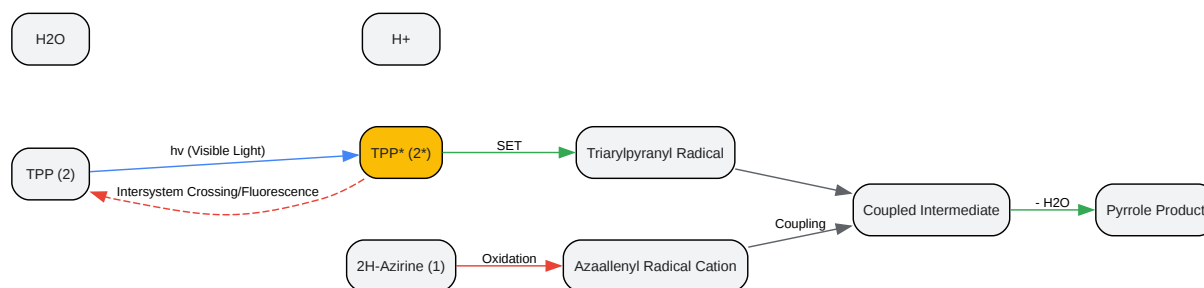 H2O
H+
TPP (2)
hv (Visible Light)
Intersystem Crossing/Fluorescence
TPP* (2*)
SET
Triarylpyranyl Radical
2H-Azirine (1)
Oxidation
Azaallenyl Radical Cation
Coupling
Coupled Intermediate
- H2O
Pyrrole Product